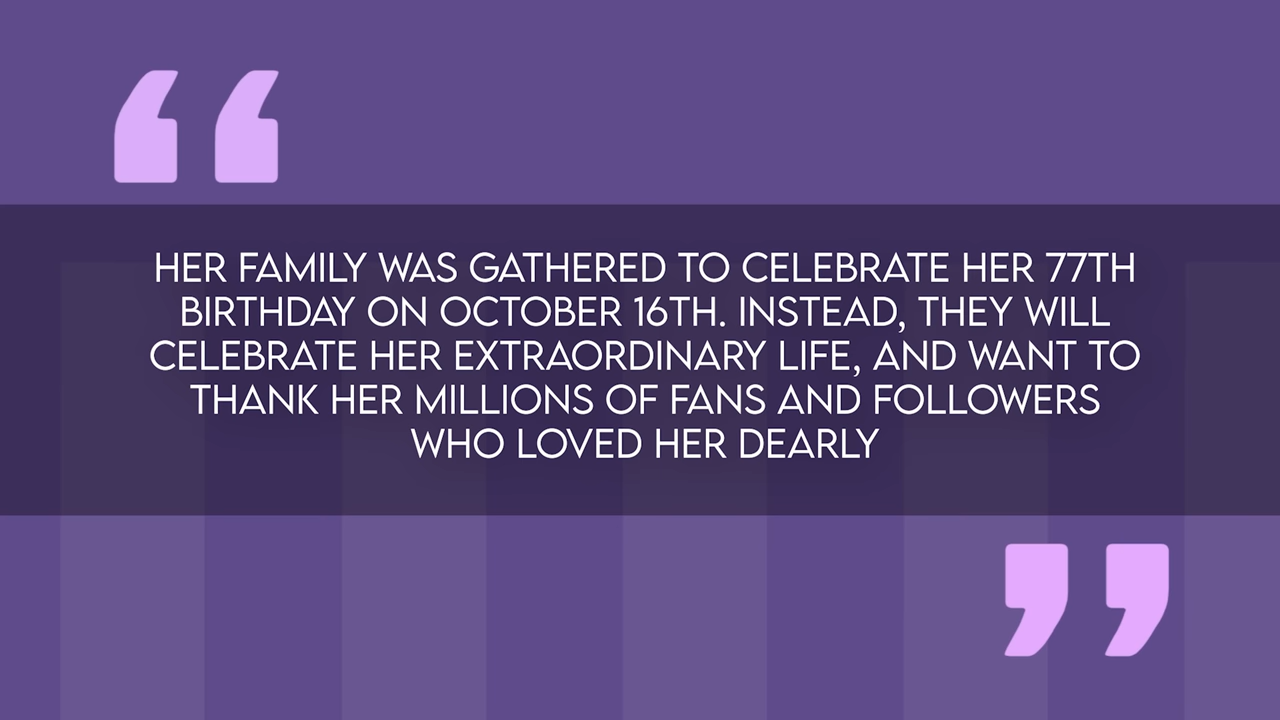 “
HER FAMILY WAS GATHERED TO CELEBRATE HER 77TH
BIRTHDAY ON OCTOBER 16TH. INSTEAD, THEY WILL
CELEBRATE HER EXTRAORDINARY LIFE, AND WANT TO
THANK HER MILLIONS OF FANS AND FOLLOWERS
WHO LOVED HER DEARLY
”